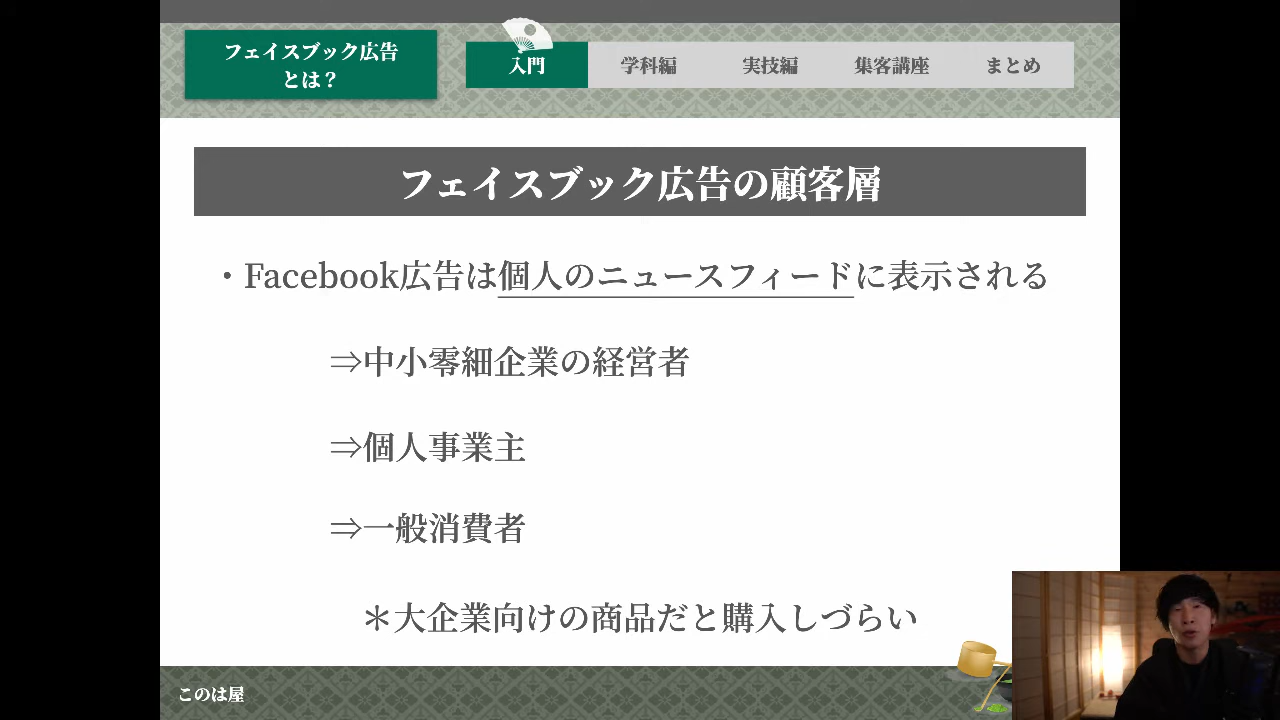 フェイスブック広告
とは？
入門
学科編
実技編
集客講座
まとめ
フェイスブック広告の顧客層
・Facebook広告は個人のニュースフィードに表示される
⇒中小零細企業の経営者
⇒個人事業主
⇒一般消費者
＊大企業向けの商品だと購入しづらい
このは屋